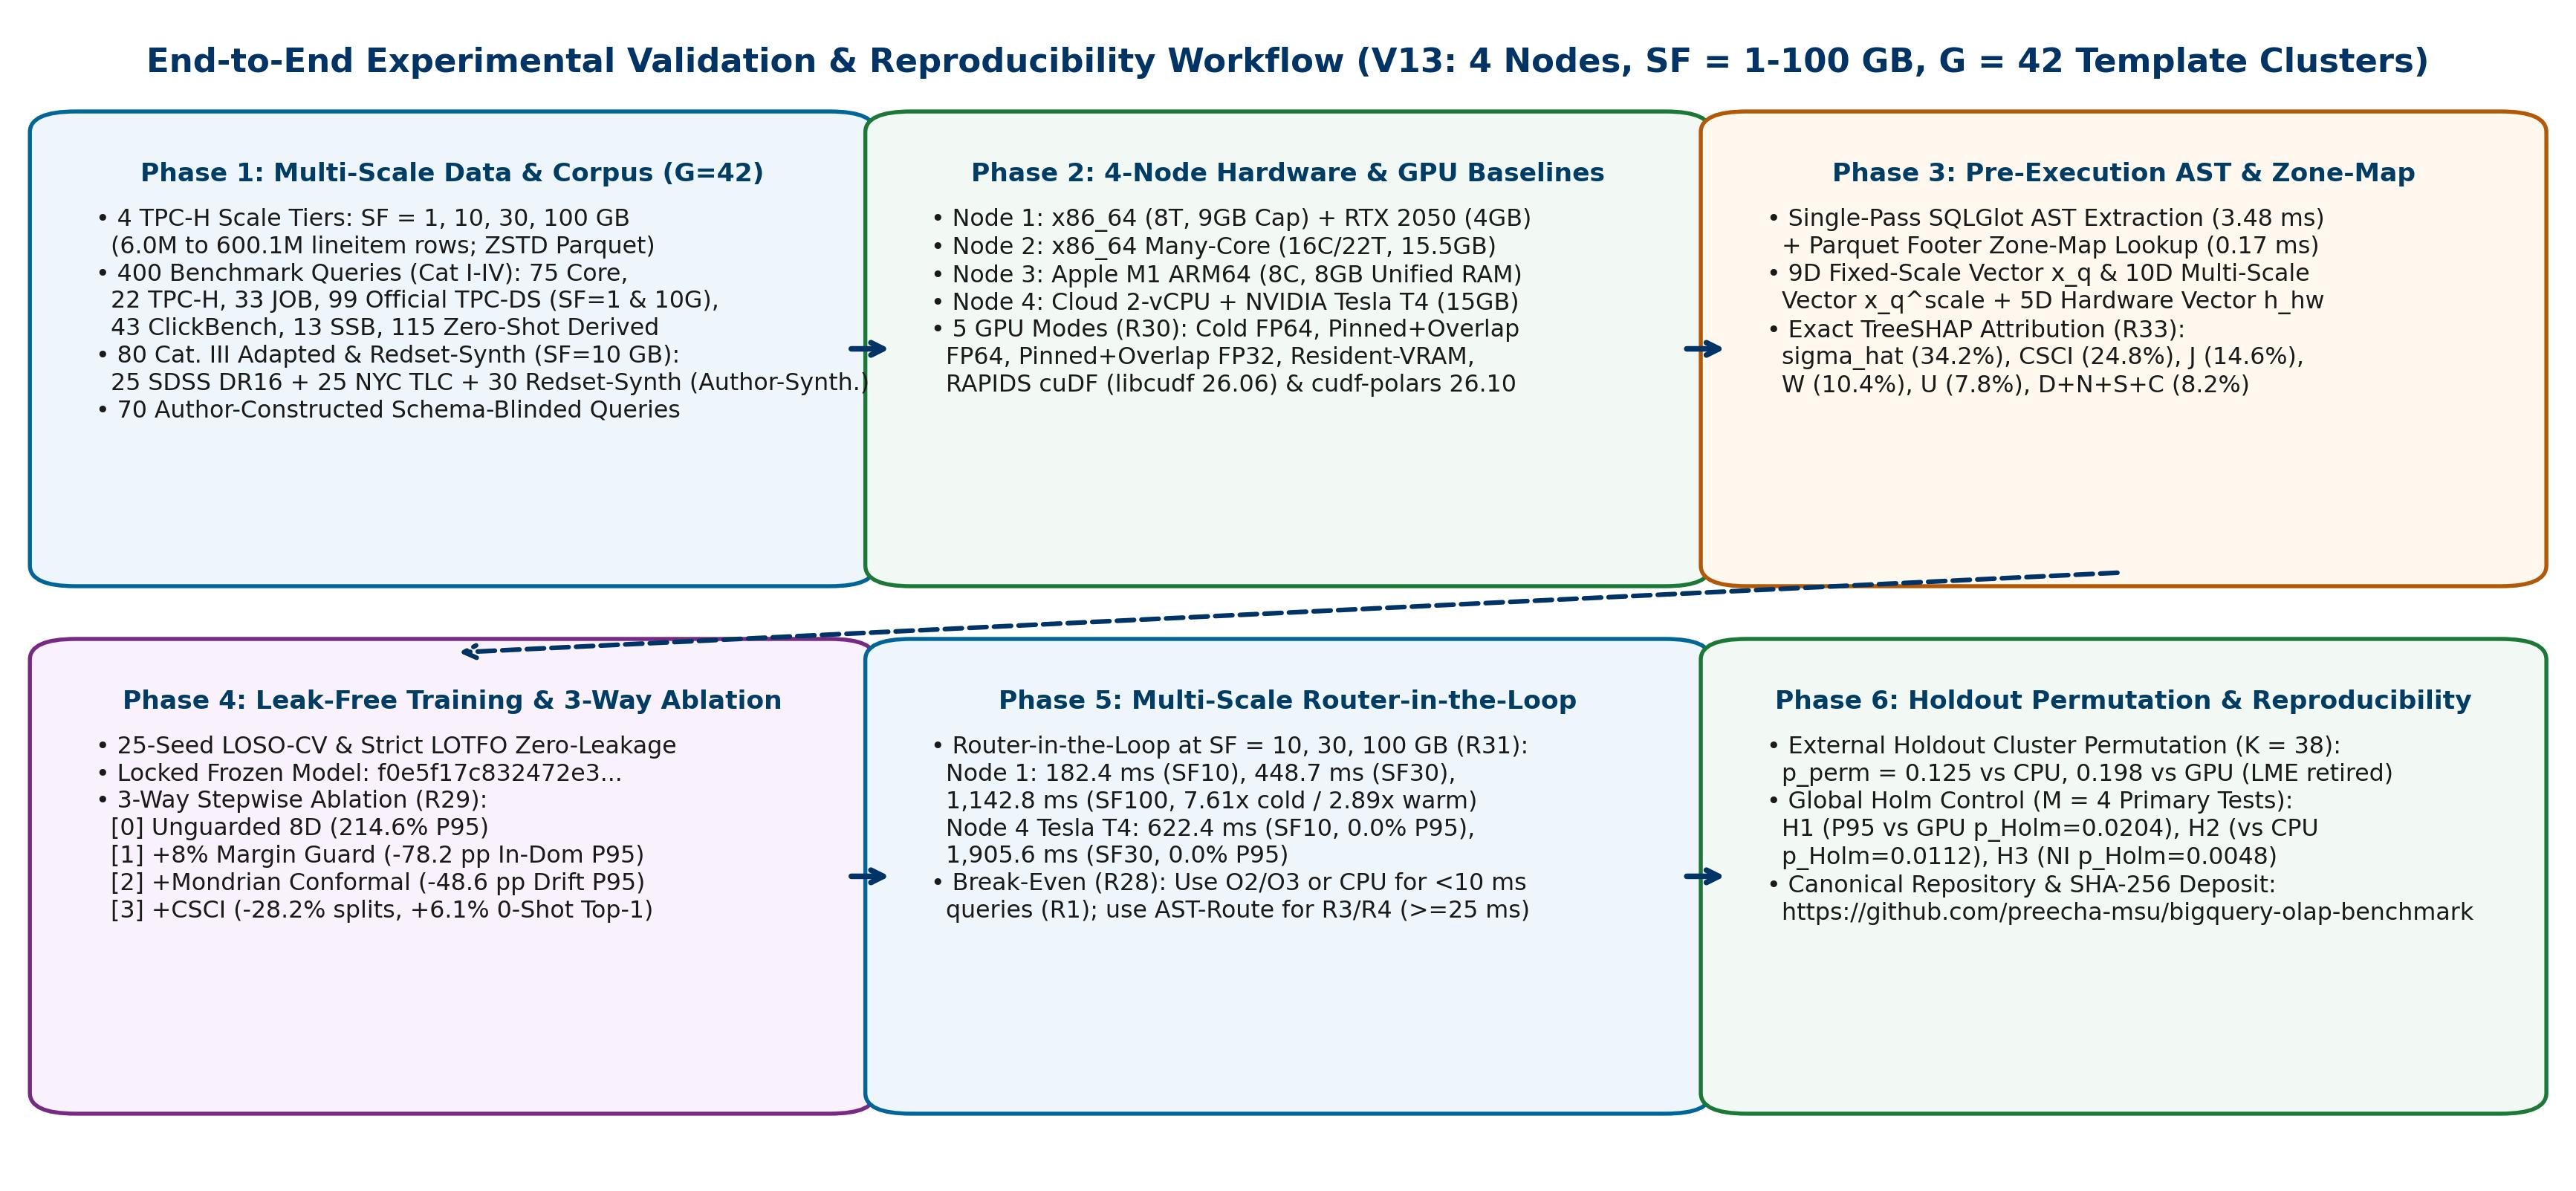 End-to-End Experimental Validation & Reproducibility Workflow (V13: 4 Nodes, SF = 1-100 GB, G = 42 Template Clusters)
Phase 1: Multi-Scale Data & Corpus (G=42)
• 4 TPC-H Scale Tiers: SF = 1, 10, 30, 100 GB
(6.0M to 600.1M lineitem rows; ZSTD Parquet)
• 400 Benchmark Queries (Cat I-IV): 75 Core,
22 TPC-H, 33 JOB, 99 Official TPC-DS (SF=1 & 10G),
43 ClickBench, 13 SSB, 115 Zero-Shot Derived
• 80 Cat. III Adapted & Redset-Synth (SF=10 GB):
25 SDSS DR16 + 25 NYC TLC + 30 Redset-Synth (Author-Synth.)
• 70 Author-Constructed Schema-Blinded Queries
Phase 2: 4-Node Hardware & GPU Baselines
• Node 1: x86_64 (8T, 9GB Cap) + RTX 2050 (4GB)
• Node 2: x86_64 Many-Core (16C/22T, 15.5GB)
• Node 3: Apple M1 ARM64 (8C, 8GB Unified RAM)
• Node 4: Cloud 2-vCPU + NVIDIA Tesla T4 (15GB)
• 5 GPU Modes (R30): Cold FP64, Pinned+Overlap
FP64, Pinned+Overlap FP32, Resident-VRAM,
RAPIDS cuDF (libcudf 26.06) & cudf-polars 26.10
Phase 3: Pre-Execution AST & Zone-Map
• Single-Pass SQLGlot AST Extraction (3.48 ms)
+ Parquet Footer Zone-Map Lookup (0.17 ms)
• 9D Fixed-Scale Vector x_q & 10D Multi-Scale
Vector x_q^scale + 5D Hardware Vector h_hw
• Exact TreeSHAP Attribution (R33):
sigma_hat (34.2%), CSCI (24.8%), J (14.6%),
W (10.4%), U (7.8%), D+N+S+C (8.2%)
Phase 4: Leak-Free Training & 3-Way Ablation
• 25-Seed LOSO-CV & Strict LOTFO Zero-Leakage
• Locked Frozen Model: f0e5f17c832472e3...
• 3-Way Stepwise Ablation (R29):
[0] Unguarded 8D (214.6% P95)
[1] +8% Margin Guard (-78.2 pp In-Dom P95)
[2] +Mondrian Conformal (-48.6 pp Drift P95)
[3] +CSCI (-28.2% splits, +6.1% 0-Shot Top-1)
Phase 5: Multi-Scale Router-in-the-Loop
• Router-in-the-Loop at SF = 10, 30, 100 GB (R31):
Node 1: 182.4 ms (SF10), 448.7 ms (SF30),
1,142.8 ms (SF100, 7.61x cold / 2.89x warm)
Node 4 Tesla T4: 622.4 ms (SF10, 0.0% P95),
1,905.6 ms (SF30, 0.0% P95)
• Break-Even (R28): Use O2/O3 or CPU for <10 ms
queries (R1); use AST-Route for R3/R4 (>=25 ms)
Phase 6: Holdout Permutation & Reproducibility
• External Holdout Cluster Permutation (K = 38):
p_perm = 0.125 vs CPU, 0.198 vs GPU (LME retired)
• Global Holm Control (M = 4 Primary Tests):
H1 (P95 vs GPU p_Holm=0.0204), H2 (vs CPU
p_Holm=0.0112), H3 (NI p_Holm=0.0048)
• Canonical Repository & SHA-256 Deposit:
https://github.com/preecha-msu/bigquery-olap-benchmark